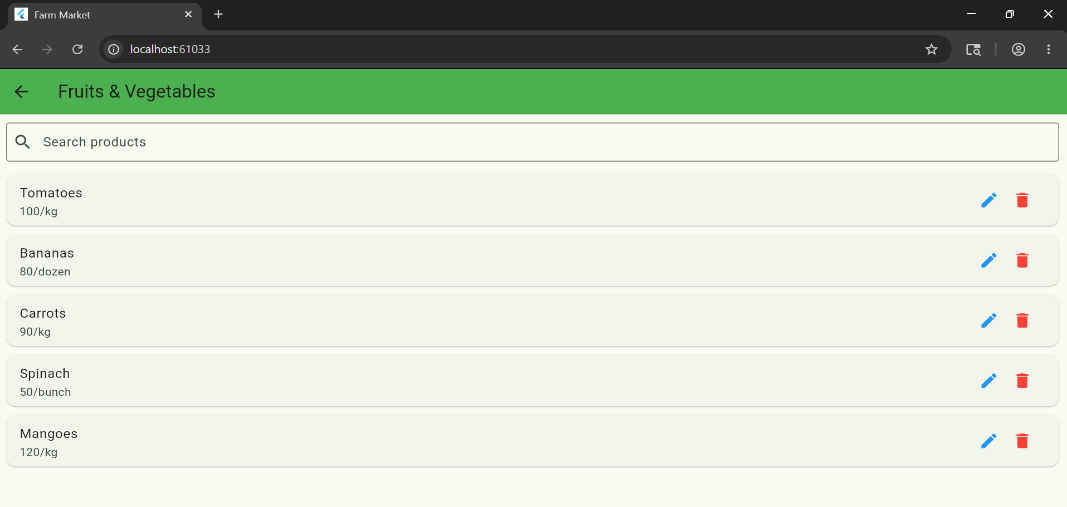 Farm Market
localhost:61033
Fruits & Vegetables
Search products
Tomatoes
100/kg
Bananas
80/dozen
Carrots
90/kg
Spinach
50/bunch
Mangoes
120/kg